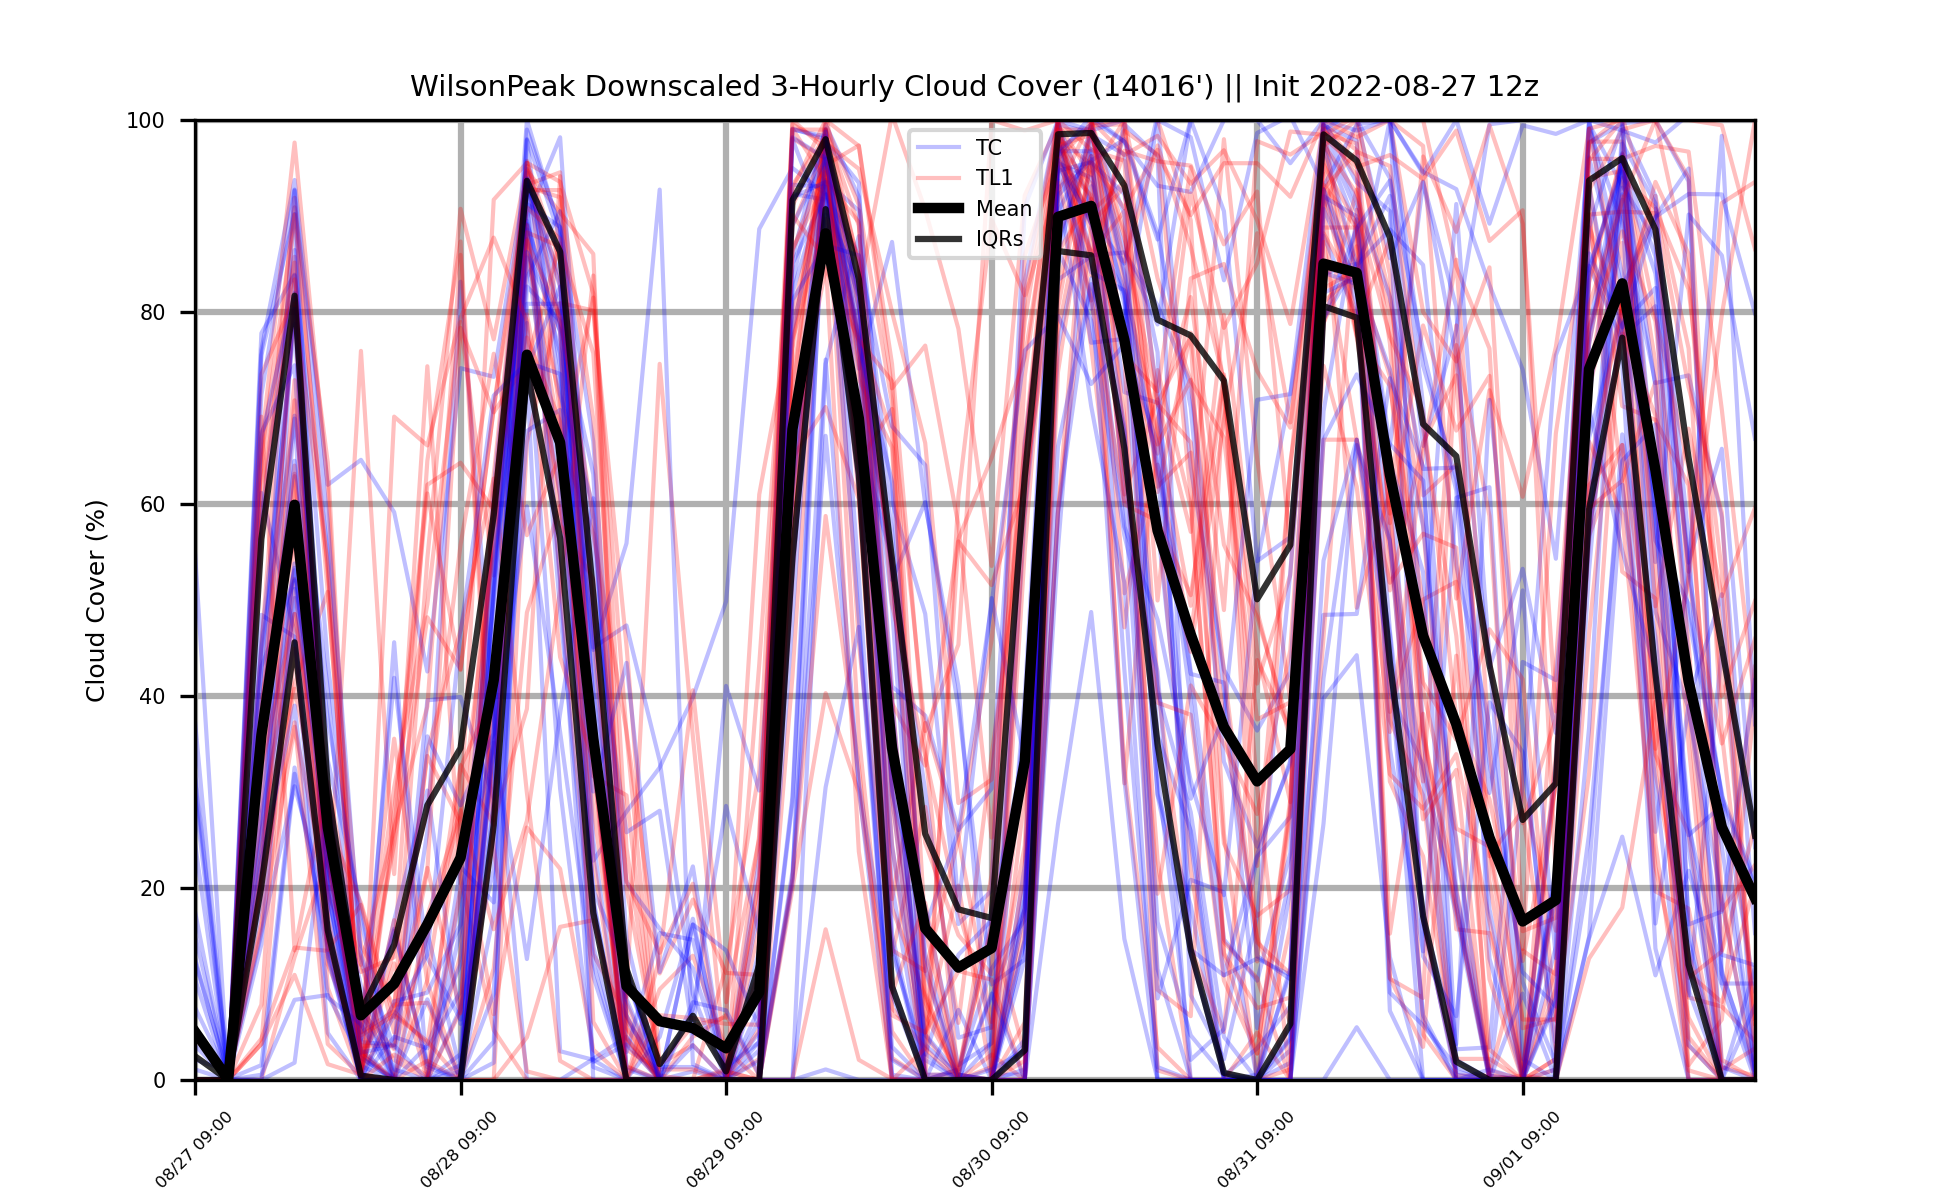 WilsonPeak Downscaled 3-Hourly Cloud Cover (14016') || Init 2022-08-27 12z
Cloud Cover (%)
100
80
60
40
20
0
TC
TL1
Mean
IQRs
08/27 09:00
08/28 09:00
08/29 09:00
08/30 09:00
08/31 09:00
09/01 09:00